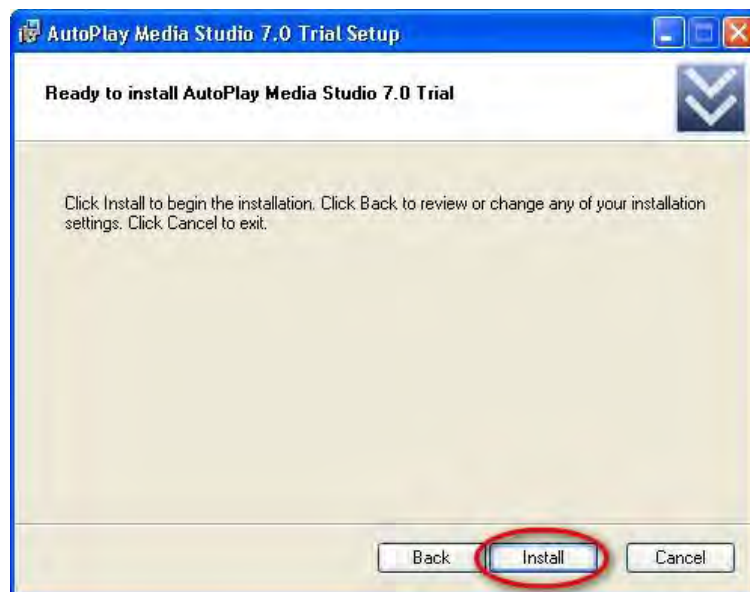 AutoPlay Media Studio 7.0 Trial Setup
Ready to install AutoPlay Media Studio 7.0 Trial
Click Install to begin the installation. Click Back to review or change any of your installation
settings. Click Cancel to exit.
Back Install Cancel